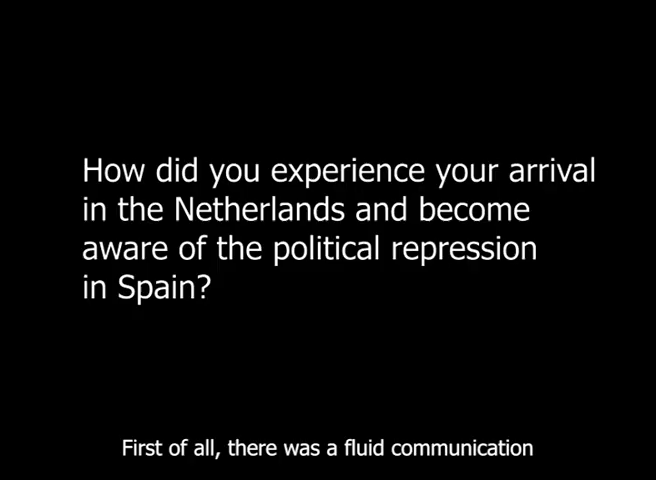 How did you experience your arrival
in the Netherlands and become
aware of the political repression
in Spain?
First of all, there was a fluid communication